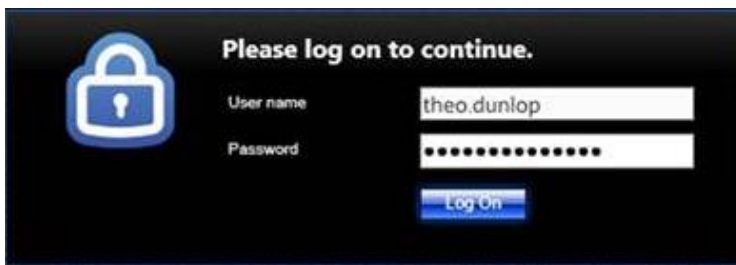 Please log on to continue.
User name theo.dunlop
Password ••••••••••••••
Log On